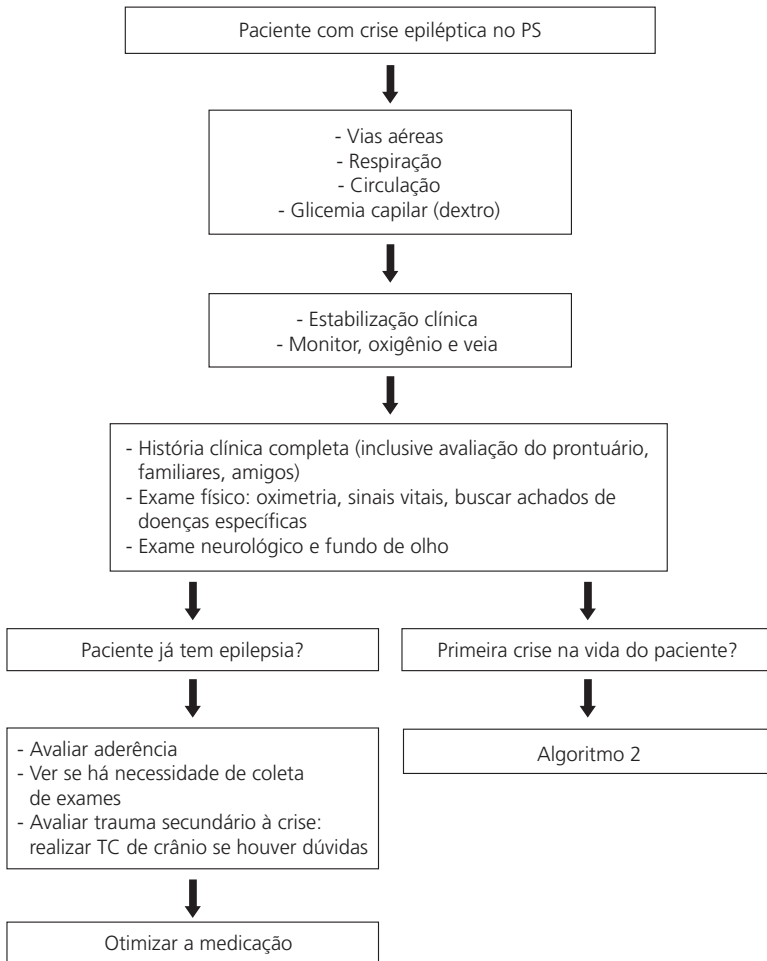 Paciente com crise epiléptica no PS
- Vias aéreas
- Respiração
- Circulação
- Glicemia capilar (dextro)
- Estabilização clínica
- Monitor, oxigênio e veia
- História clínica completa (inclusive avaliação do prontuário,
familiares, amigos)
- Exame físico: oximetria, sinais vitais, buscar achados de
doenças específicas
- Exame neurológico e fundo de olho
Paciente já tem epilepsia?
Primeira crise na vida do paciente?
- Avaliar aderência
- Ver se há necessidade de coleta
de exames
- Avaliar trauma secundário à crise:
realizar TC de crânio se houver dúvidas
Algoritmo 2
Otimizar a medicação